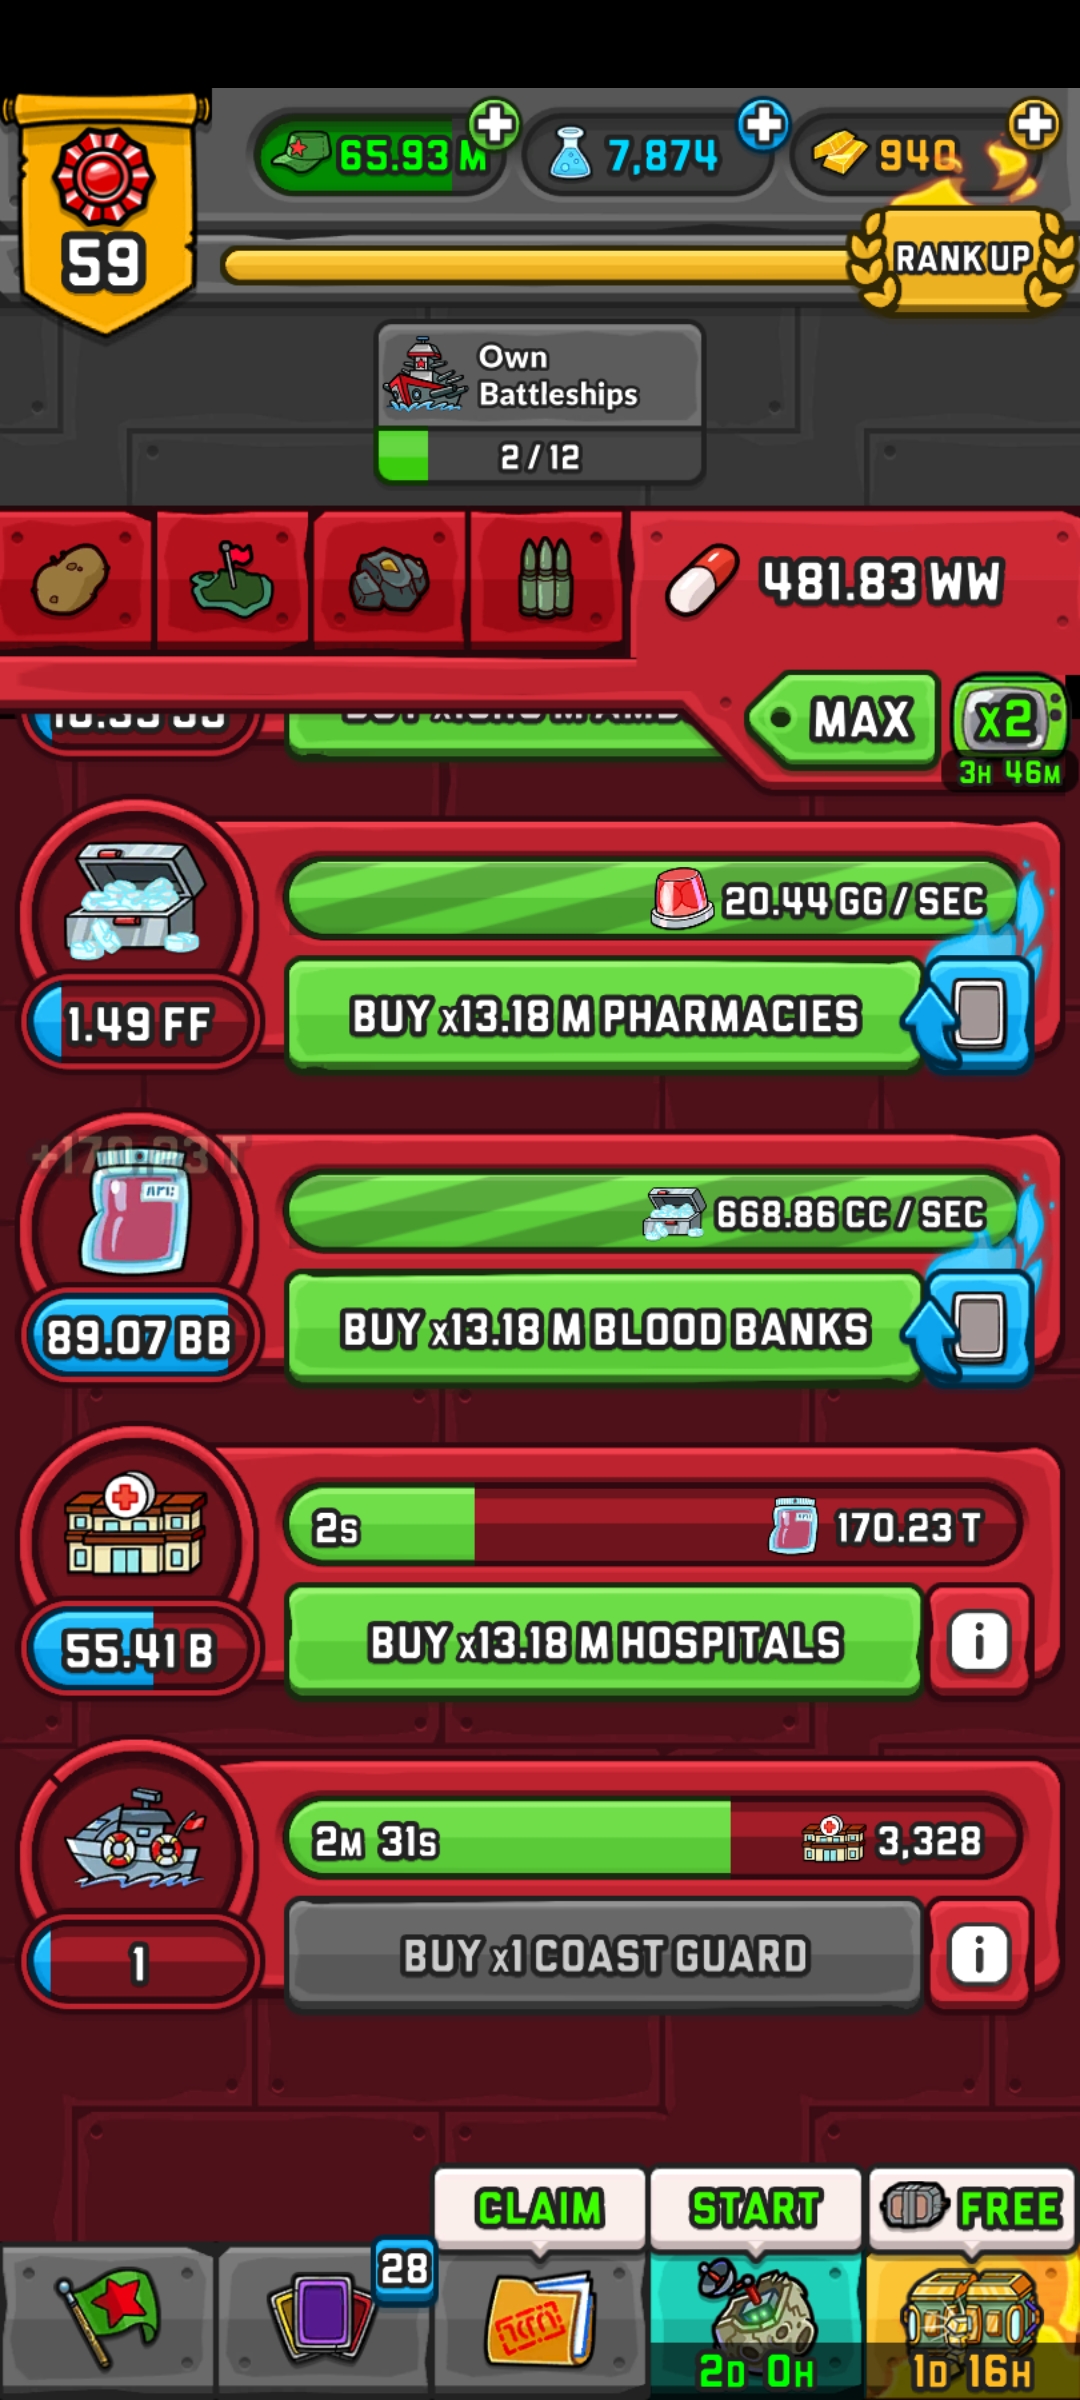 65.93 M
7,874
940
59
RANK UP
Own
Battleships
2 / 12
481.83 WW
MAX
x2
3H 46M
20.44 GG / SEC
1.49 FF
BUY x13.18 M PHARMACIES
+170.23 T
668.86 CC / SEC
89.07 BB
BUY x13.18 M BLOOD BANKS
2S
170.23 T
55.41 B
BUY x13.18 M HOSPITALS
i
2M 31S
3,328
1
BUY x1 COAST GUARD
i
CLAIM
START
FREE
28
2D 0H
1D 16H